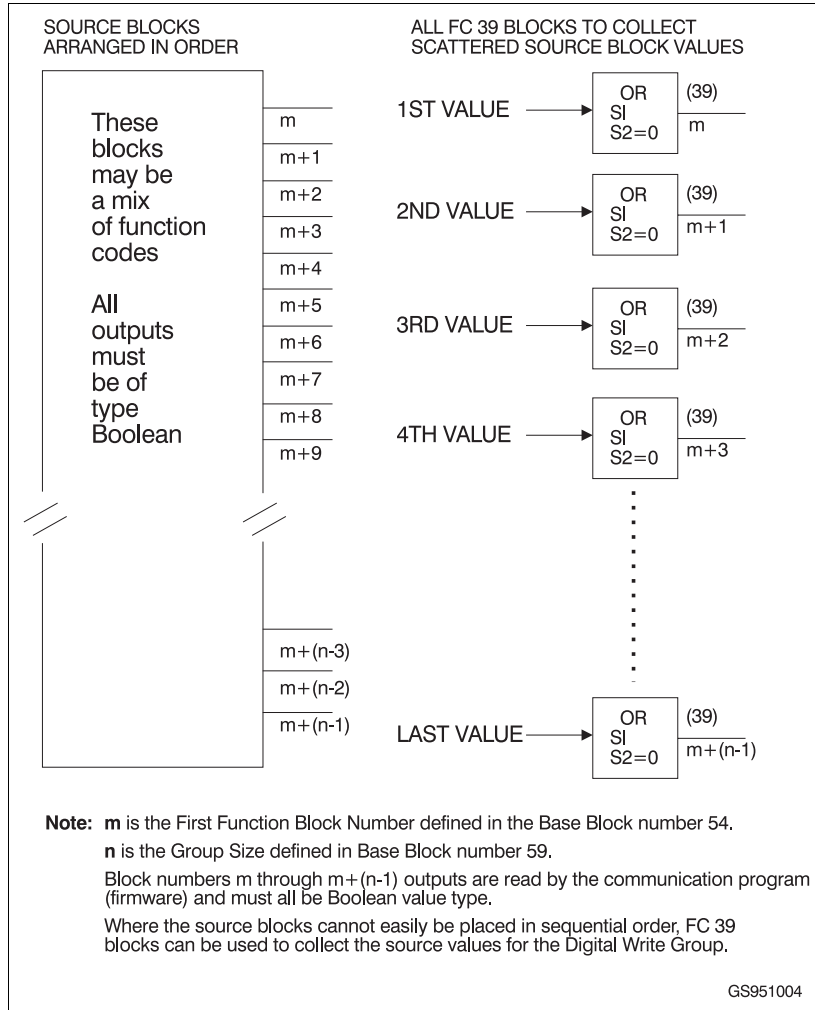 SOURCE BLOCKS
ARRANGED IN ORDER
These
blocks
may be
a mix
of function
codes
All
outputs
must
be of
type
Boolean
m
m+1
m+2
m+3
m+4
m+5
m+6
m+7
m+8
m+9
m+(n-3)
m+(n-2)
m+(n-1)
ALL FC 39 BLOCKS TO COLLECT
SCATTERED SOURCE BLOCK VALUES
1ST VALUE
OR
SI
S2=0
(39)
m
2ND VALUE
OR
SI
S2=0
(39)
m+1
3RD VALUE
OR
SI
S2=0
(39)
m+2
4TH VALUE
OR
SI
S2=0
(39)
m+3
LAST VALUE
OR
SI
S2=0
(39)
m+(n-1)
Note: m is the First Function Block Number defined in the Base Block number 54.
n is the Group Size defined in Base Block number 59.
Block numbers m through m+(n-1) outputs are read by the communication program
(firmware) and must all be Boolean value type.
Where the source blocks cannot easily be placed in sequential order, FC 39
blocks can be used to collect the source values for the Digital Write Group.
GS951004